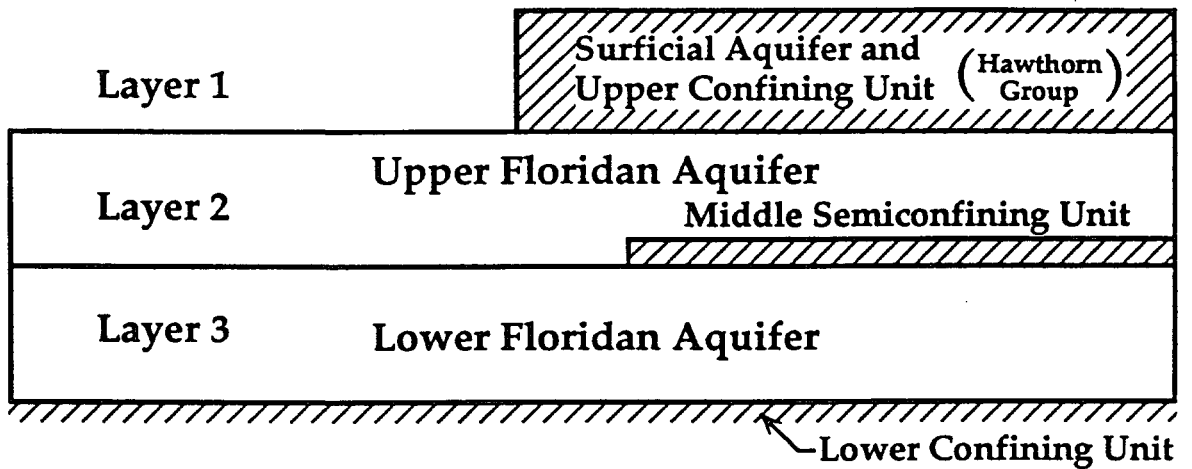 Layer 1
Surficial Aquifer and
Upper Confining Unit
(Hawthorn
Group)
Upper Floridan Aquifer
Layer 2
Middle Semiconfining Unit
Layer 3
Lower Floridan Aquifer
Lower Confining Unit